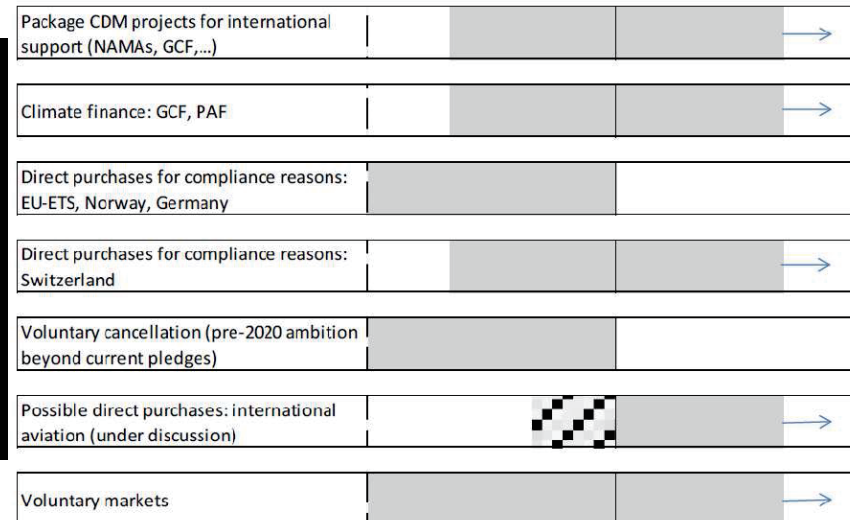 Package CDM projects for international
support (NAMAs, GCF,...)
Climate finance: GCF, PAF
Direct purchases for compliance reasons:
EU-ETS, Norway, Germany
Direct purchases for compliance reasons:
Switzerland
Voluntary cancellation (pre-2020 ambition
beyond current pledges)
Possible direct purchases: international
aviation (under discussion)
Voluntary markets